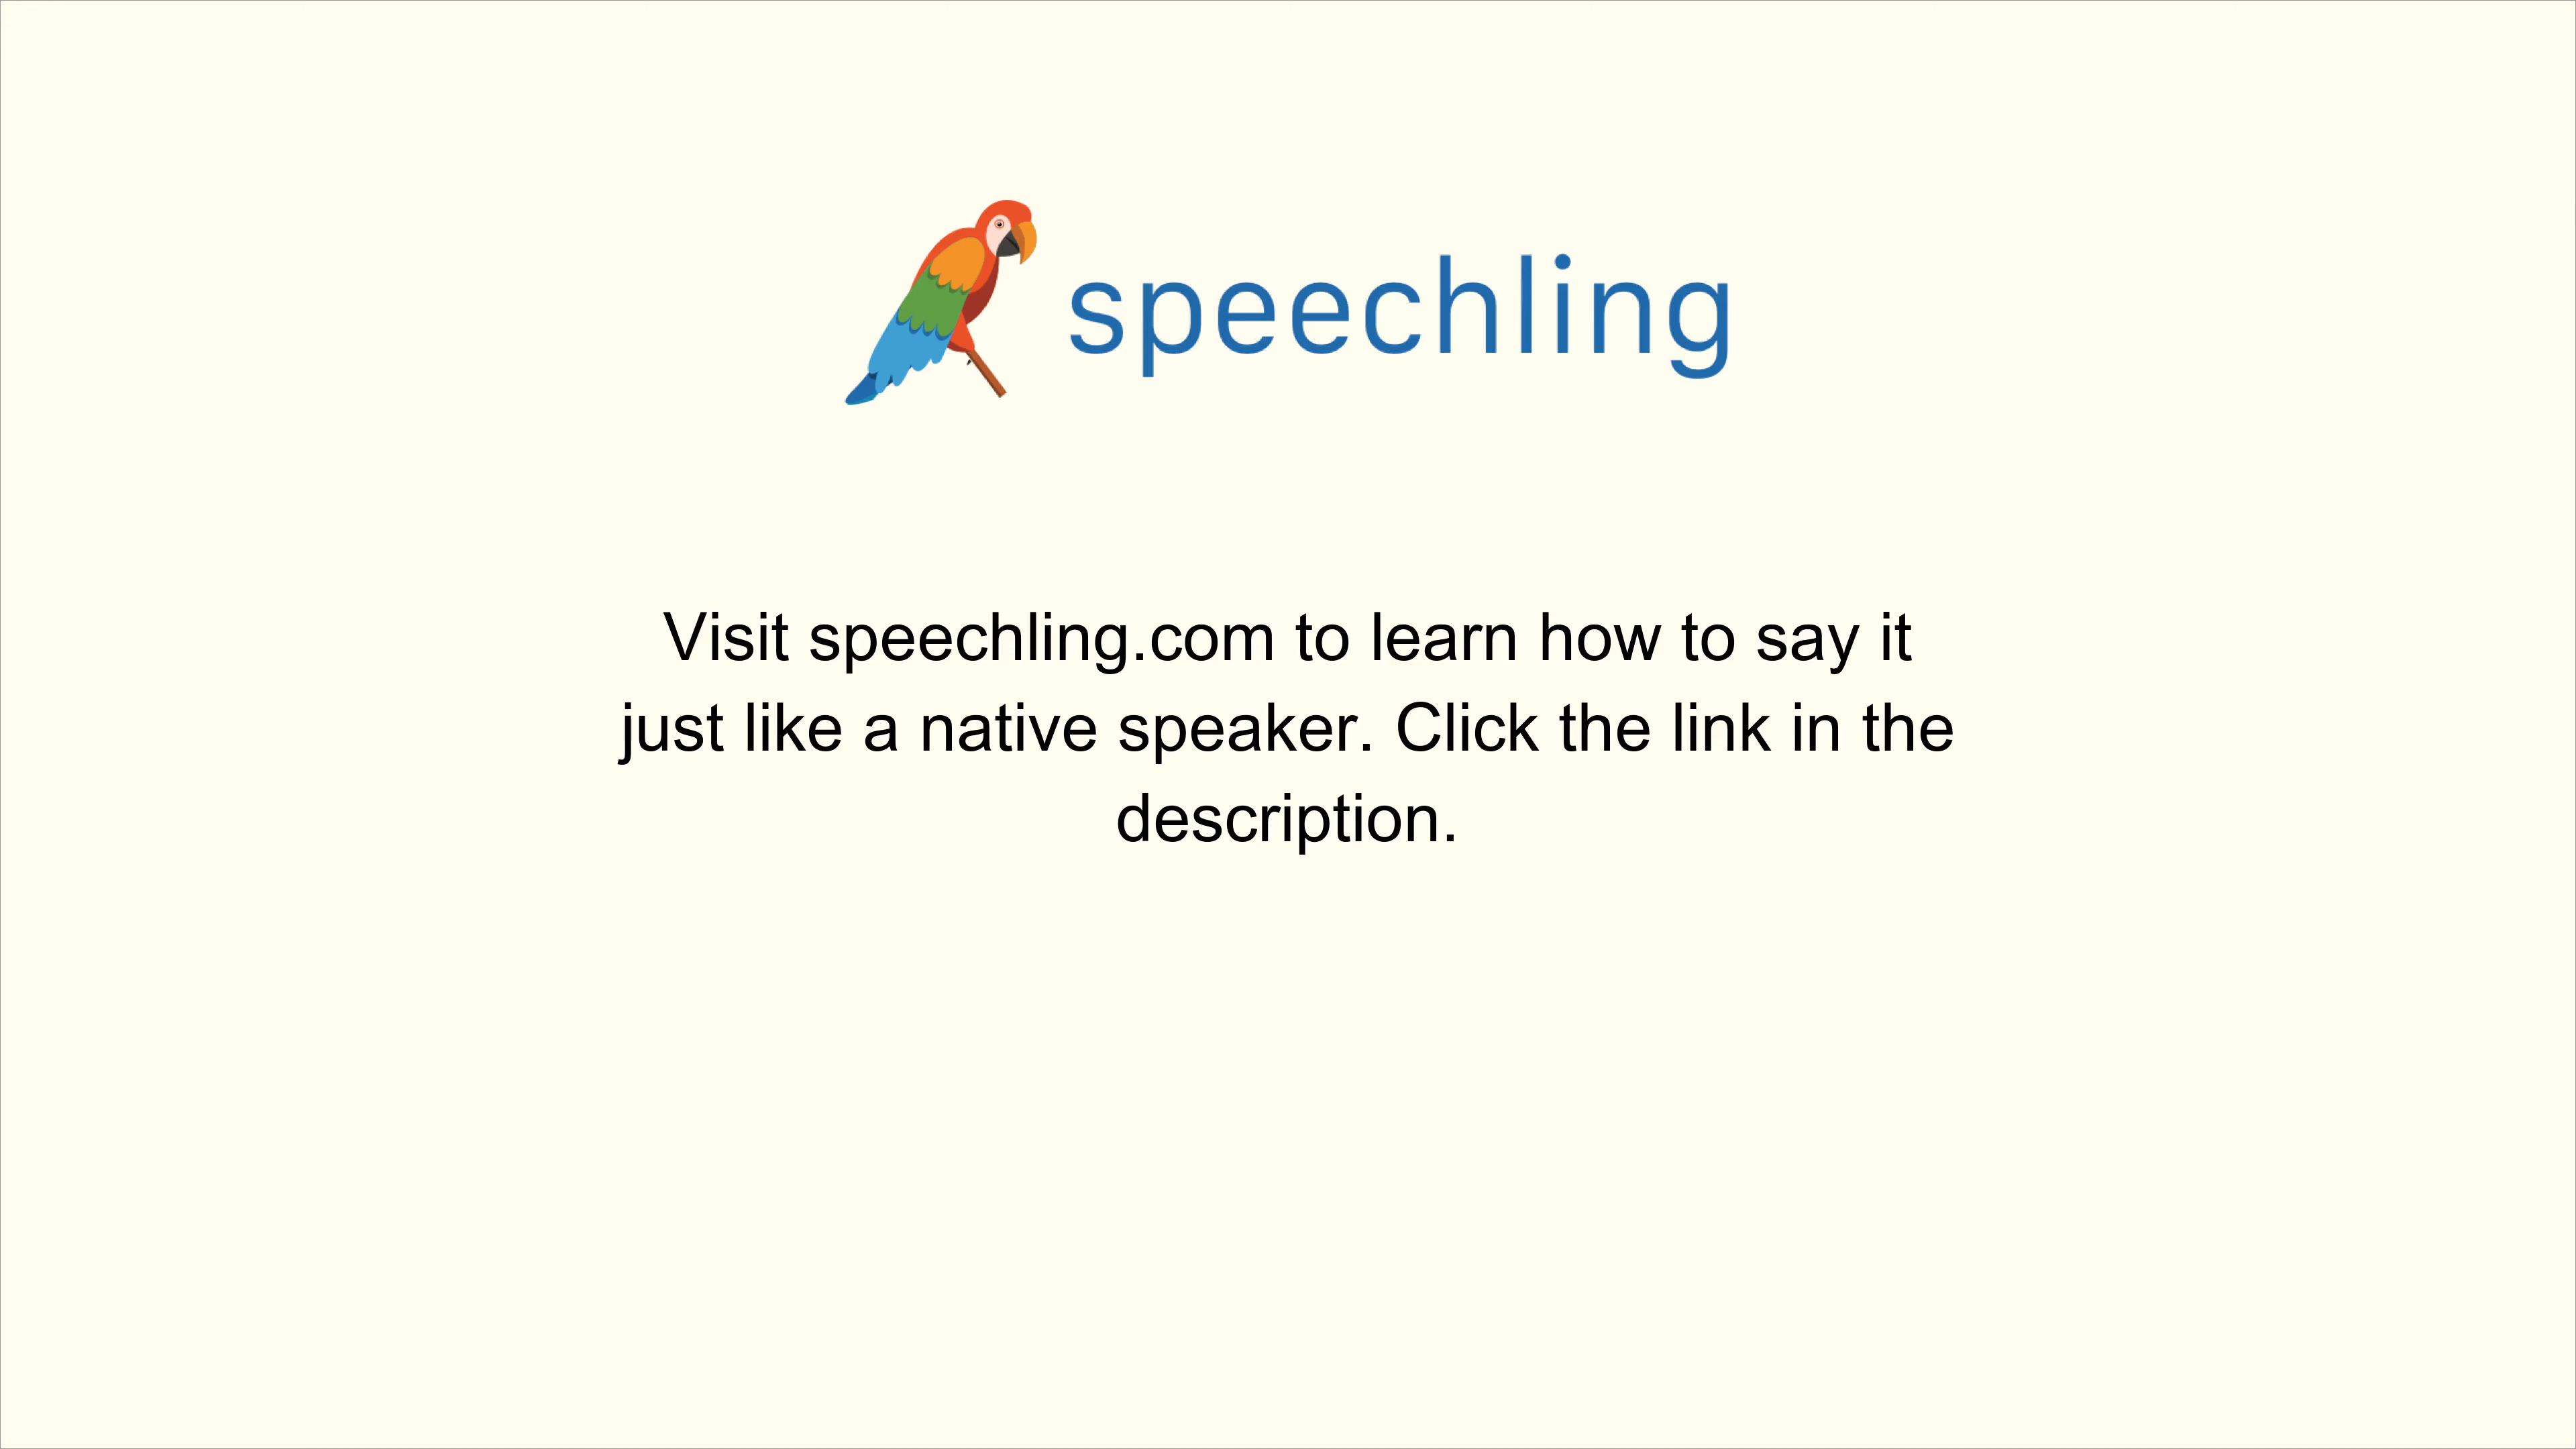 speechling
Visit speechling.com to learn how to say it
just like a native speaker. Click the link in the
description.